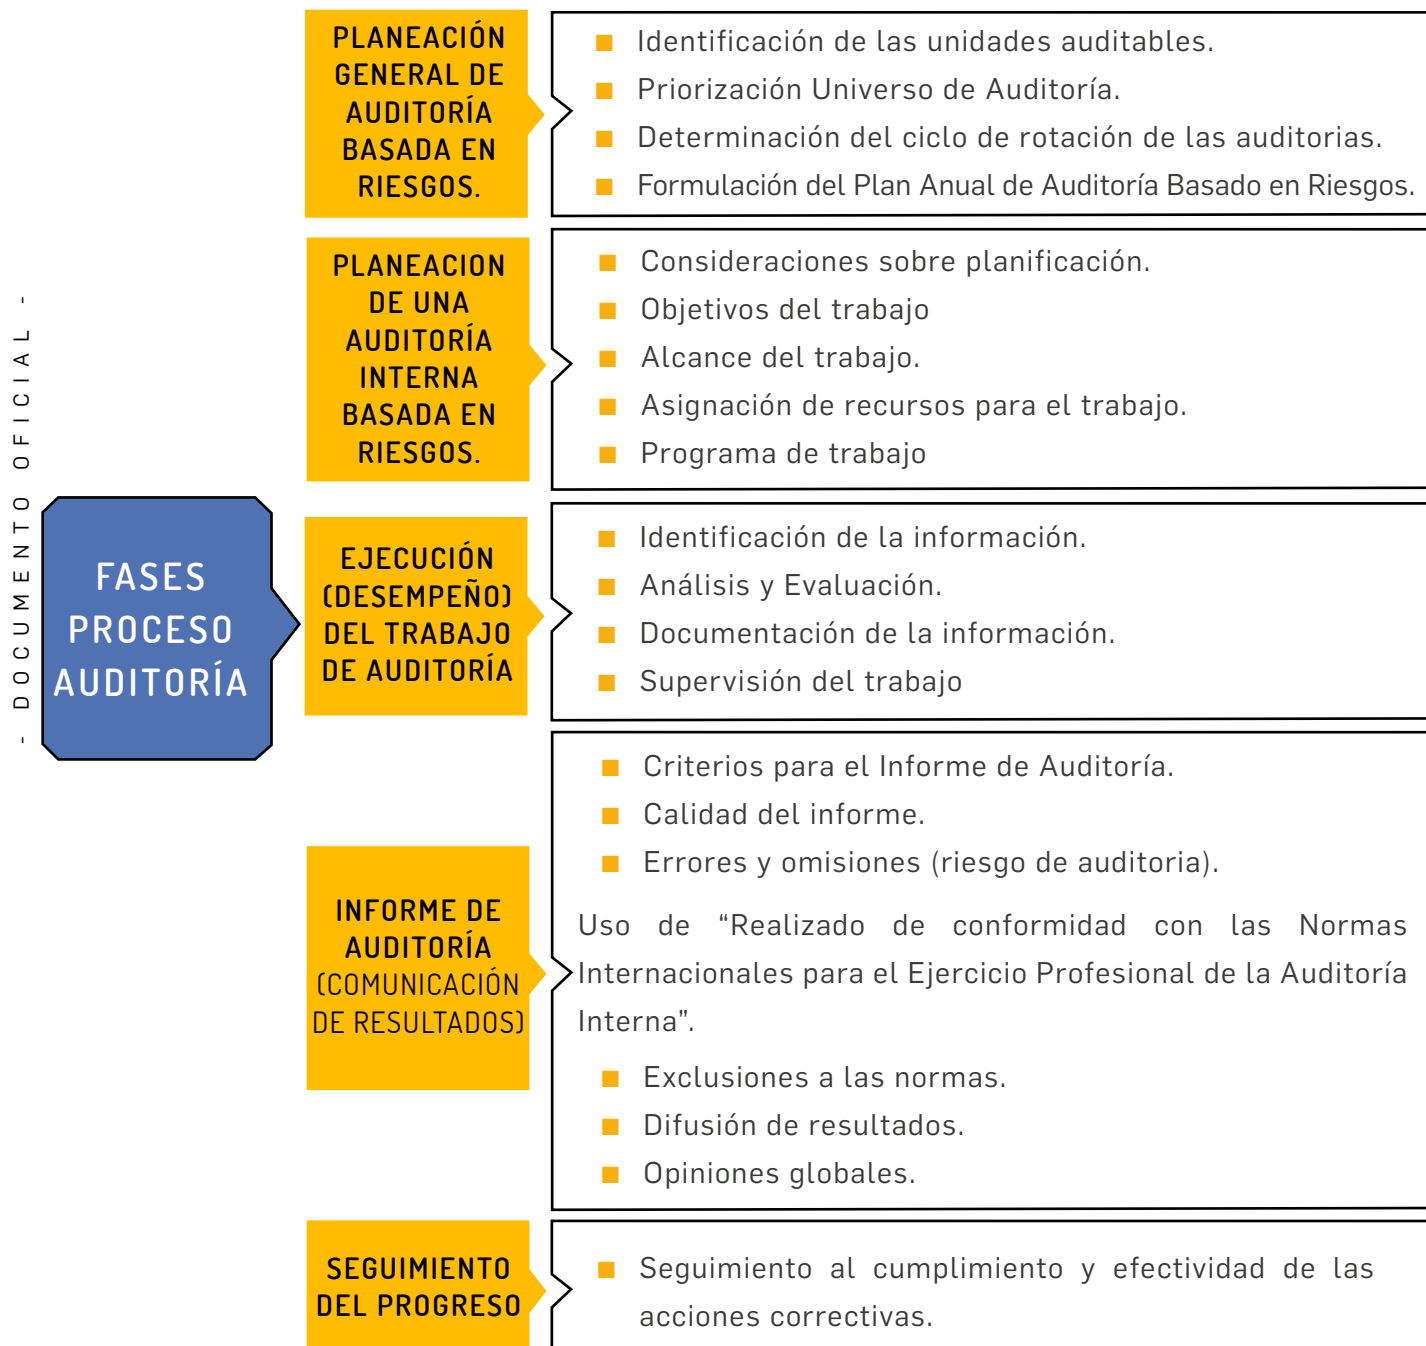 - DOCUMENTO OFICIAL -
FASES
PROCESO
AUDITORÍA
PLANEACIÓN
GENERAL DE
AUDITORÍA
BASADA EN
RIESGOS.
Identificación de las unidades auditables.
Priorización Universo de Auditoría.
Determinación del ciclo de rotación de las auditorias.
Formulación del Plan Anual de Auditoría Basado en Riesgos.
PLANEACION
DE UNA
AUDITORÍA
INTERNA
BASADA EN
RIESGOS.
Consideraciones sobre planificación.
Objetivos del trabajo
Alcance del trabajo.
Asignación de recursos para el trabajo.
Programa de trabajo
EJECUCIÓN
(DESEMPEÑO)
DEL TRABAJO
DE AUDITORÍA
Identificación de la información.
Análisis y Evaluación.
Documentación de la información.
Supervisión del trabajo
INFORME DE
AUDITORÍA
(COMUNICACIÓN
DE RESULTADOS)
Criterios para el Informe de Auditoría.
Calidad del informe.
Errores y omisiones (riesgo de auditoria).
Uso de “Realizado de conformidad con las Normas
Internacionales para el Ejercicio Profesional de la Auditoría
Interna”.
Exclusiones a las normas.
Difusión de resultados.
Opiniones globales.
SEGUIMIENTO
DEL PROGRESO
Seguimiento al cumplimiento y efectividad de las
acciones correctivas.